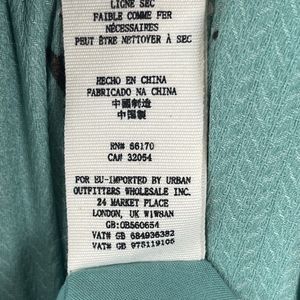 LIGNE SEC
FAIBLE COMME FER
NÉCESSAIRES
PEUT ÊTRE NETTOYER À SEC
HECHO EN CHINA
FABRICADO NA CHINA
中國制造
中国製
RN# 66170
CA# 32054
FOR EU-IMPORTED BY URBAN
OUTFITTERS WHOLESALE INC.
24 MARKET PLACE
LONDON, UK W1W8AN
GB:OB560654
VAT# GB 684936382
VAT# GB 975119105